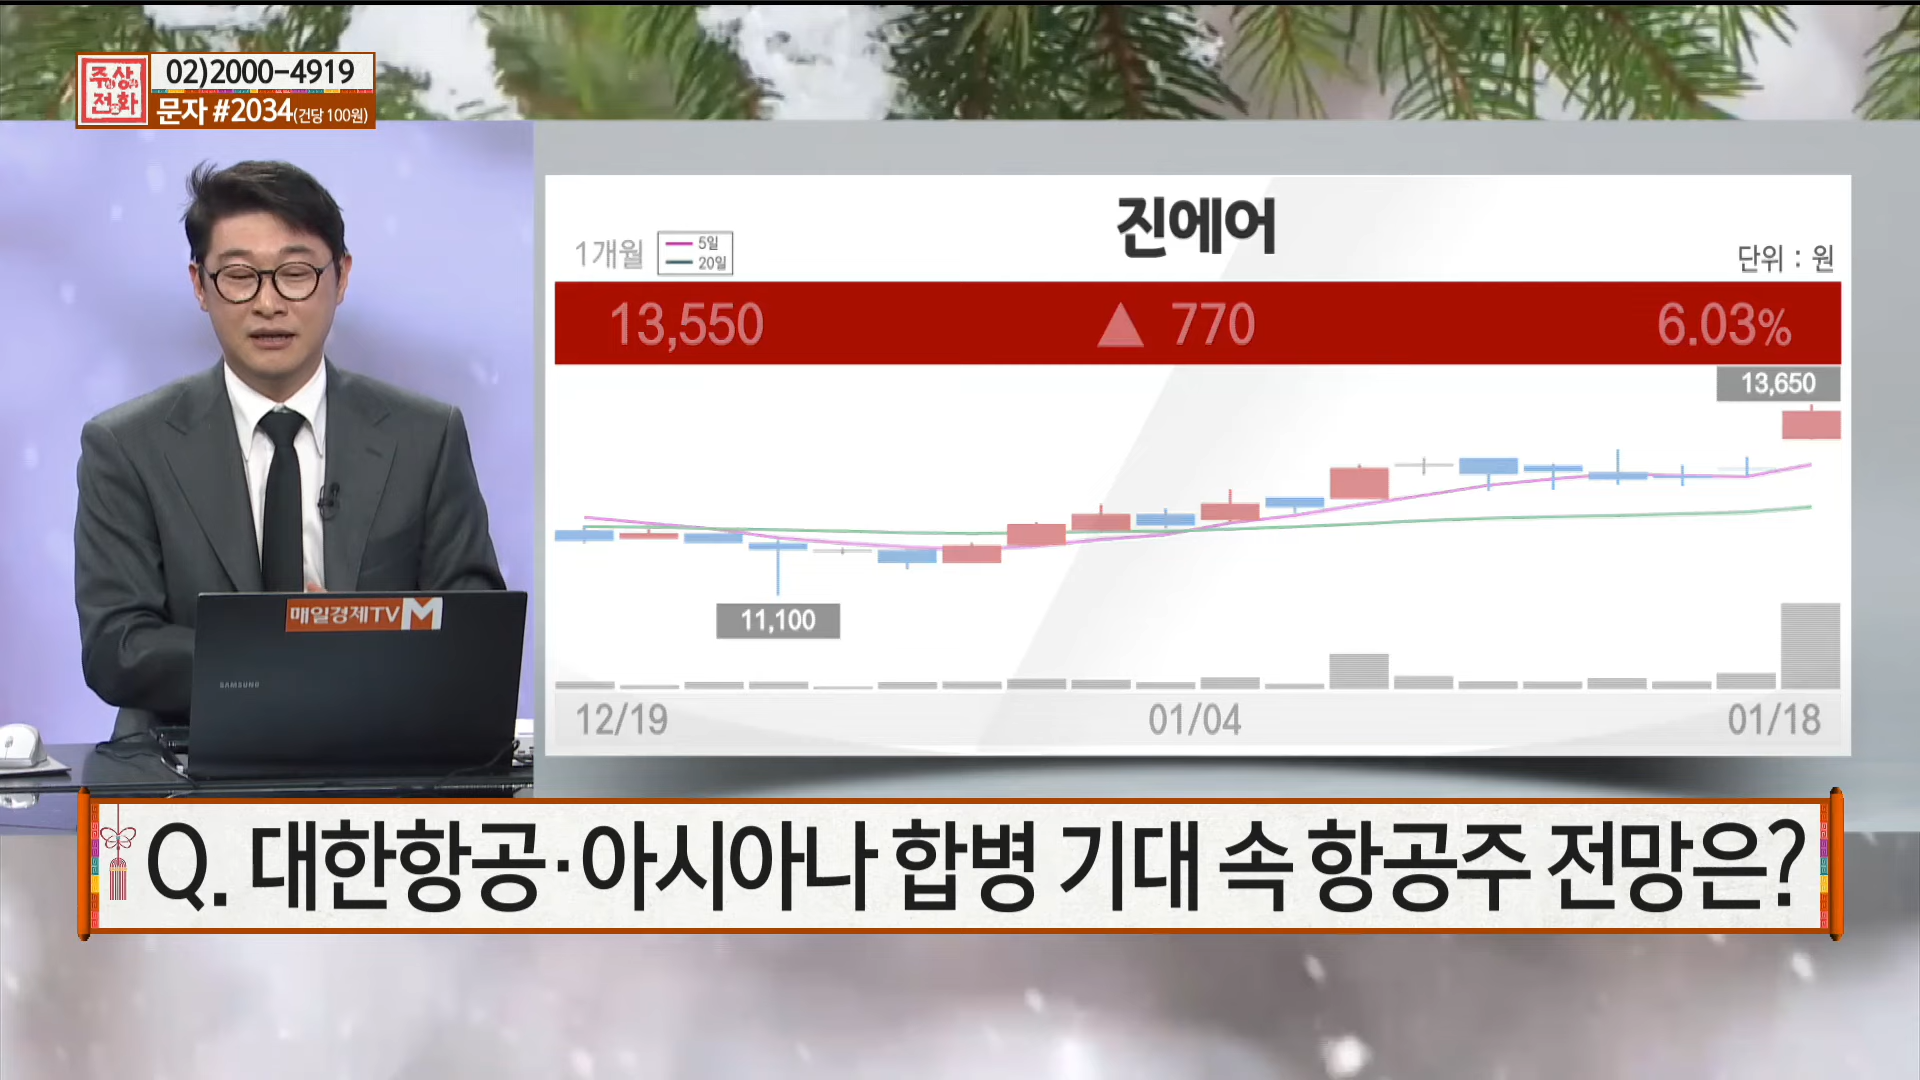 주상
전화
02)2000-4919
문자 #2034(건당 100원)
진에어
1개월
5일
20일
단위 : 원
13,550 ▲ 770 6.03%
13,650
11,100
12/19 01/04 01/18
매일경제TV M
SAMSUNG
Q. 대한항공·아시아나 합병 기대 속 항공주 전망은?